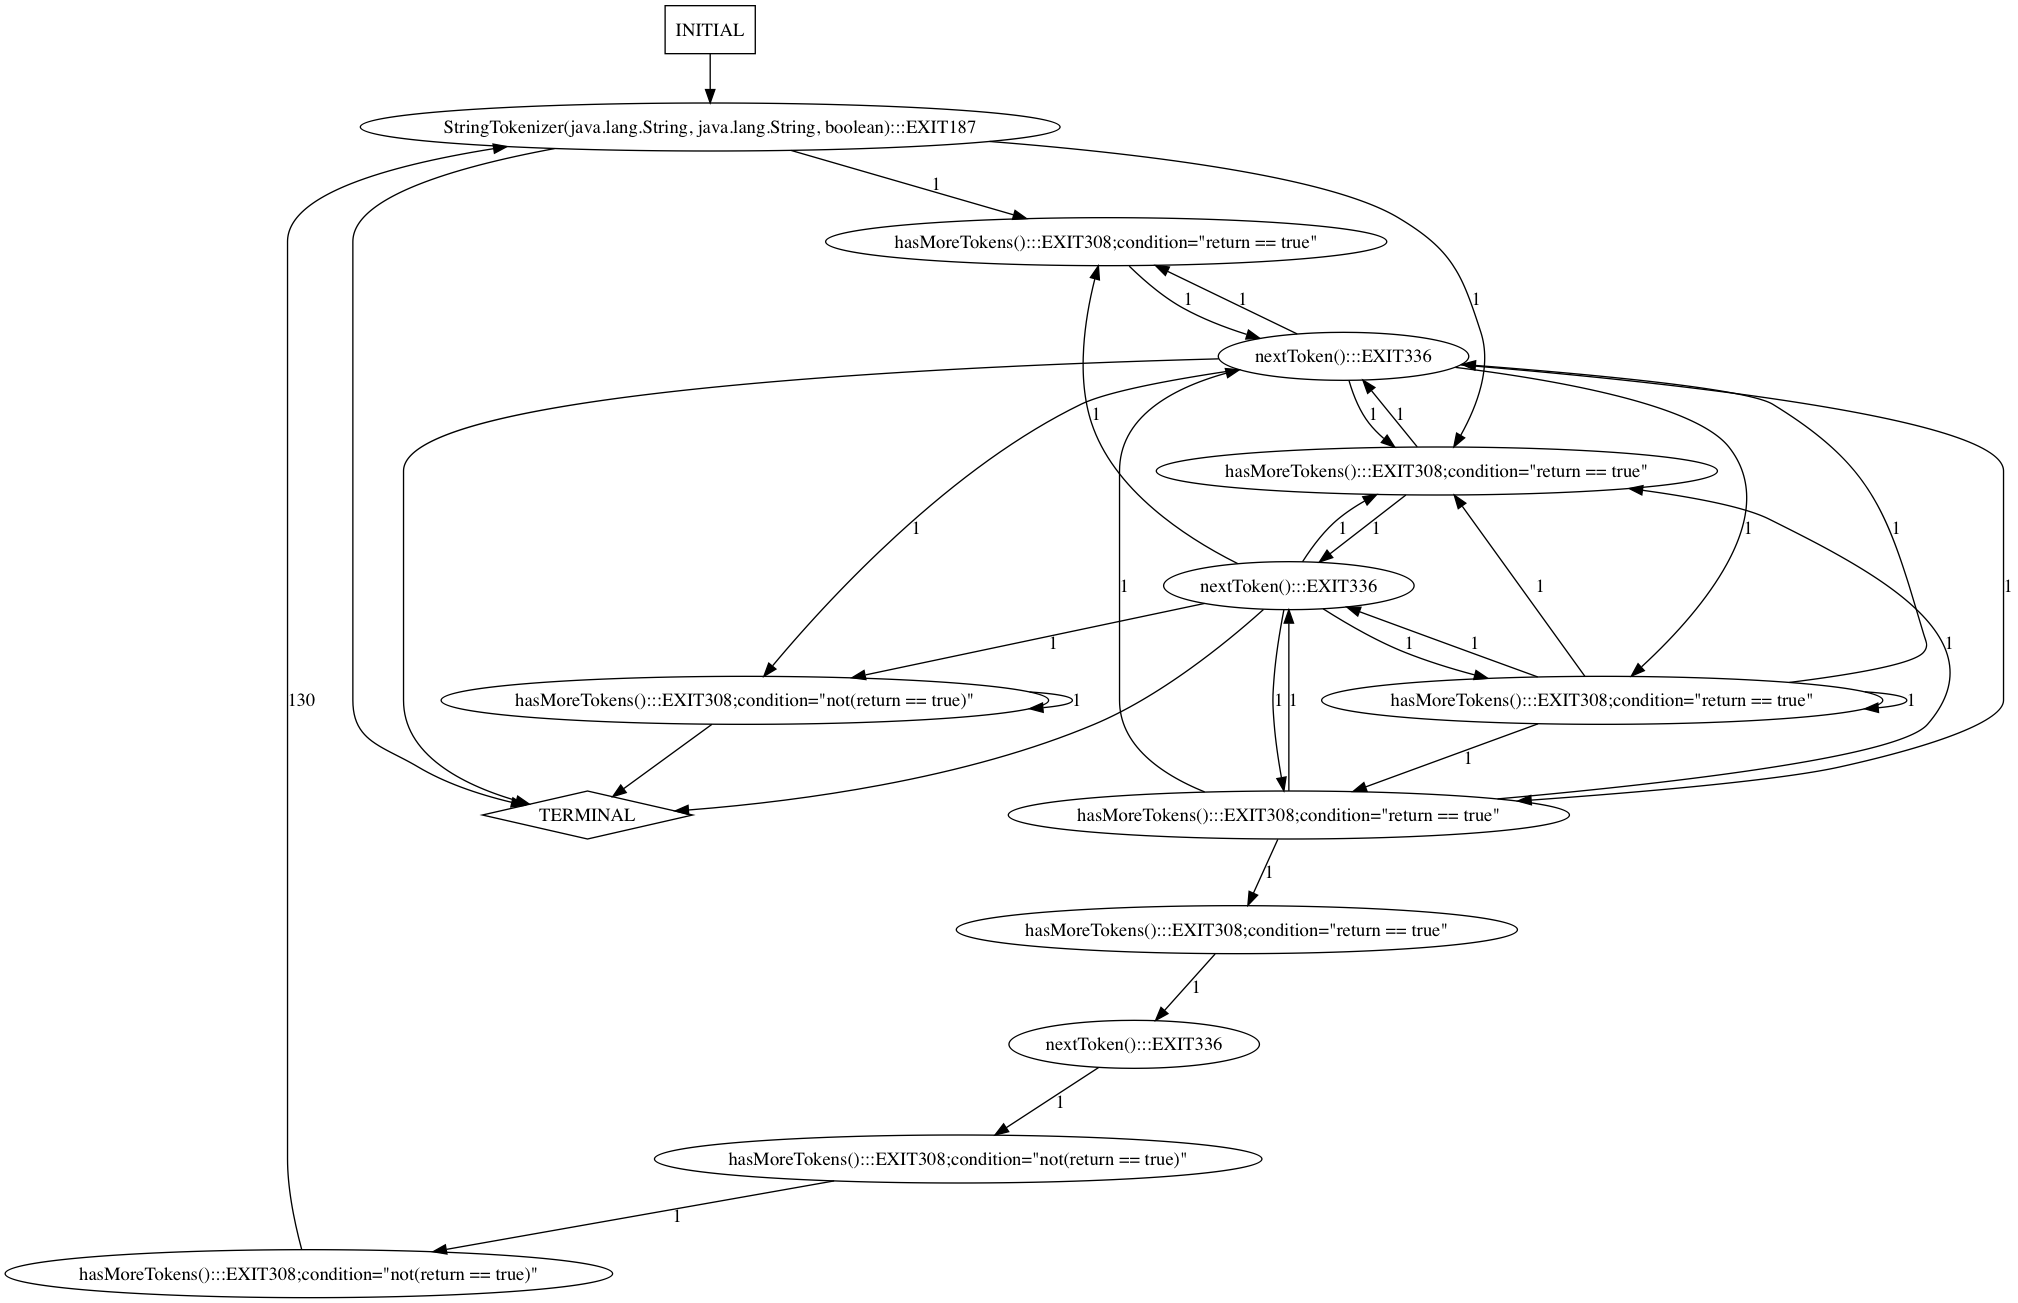 INITIAL
StringTokenizer(java.lang.String, java.lang.String, boolean):::EXIT187
1
hasMoreTokens():::EXIT308;condition="return == true"
1
1
1
nextToken():::EXIT336
1
1
1
hasMoreTokens():::EXIT308;condition="return == true"
1
1
1
1
1
nextToken():::EXIT336
1
1
1
1
1
1
1
hasMoreTokens():::EXIT308;condition="not(return == true)"
1
130
1
1
hasMoreTokens():::EXIT308;condition="return == true"
1
1
TERMINAL
hasMoreTokens():::EXIT308;condition="return == true"
1
hasMoreTokens():::EXIT308;condition="return == true"
1
nextToken():::EXIT336
1
hasMoreTokens():::EXIT308;condition="not(return == true)"
1
hasMoreTokens():::EXIT308;condition="not(return == true)"